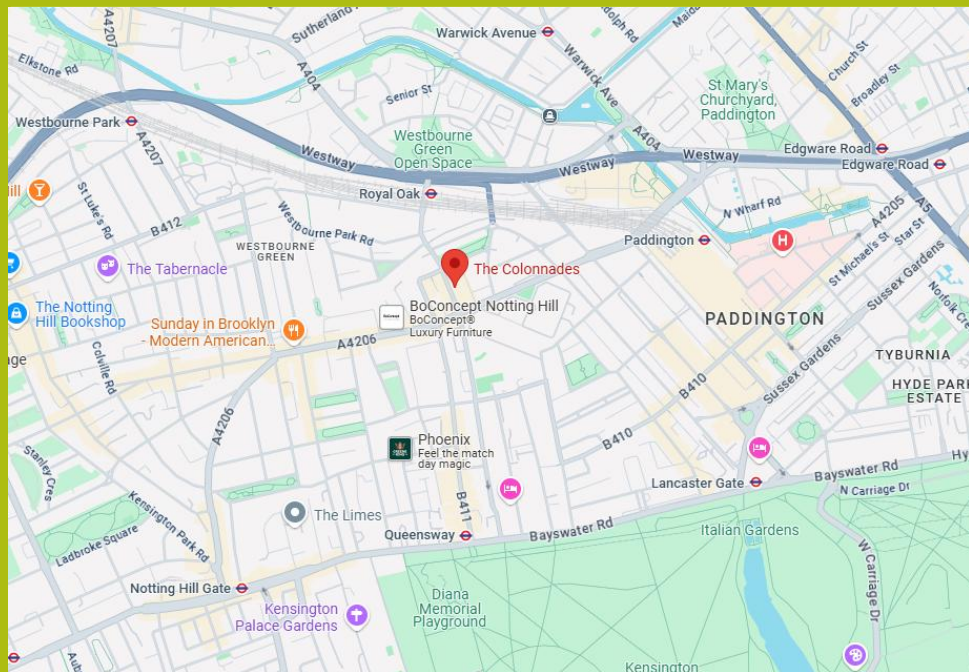 A4207
Sutherland Ave
Warwick Avenue
A404
Elkstone Rd
Senior St
Warwick Ave
St Mary's
Churchyard,
Paddington
Church St
Broadley St
Westbourne Park
A4207
Westbourne
Green
Open Space
A404
Westway
Westway
Westway
Edgware Road
Edgware Road
Royal Oak
St Luke's Rd
B412
Westbourne Park Rd
N Wharf Rd
A4205
A5
WESTBOURNE
GREEN
Paddington
H
St Michael's St
Star St
Sussex Gardens
The Tabernacle
The Colonnades
The Notting
Hill Bookshop
BoConcept Notting Hill
BoConcept®
Luxury Furniture
Sunday in Brooklyn
- Modern American...
A4206
PADDINGTON
Colville Rd
TYBURNIA
HYDE PARK
ESTATE
Sussex Gardens
B410
A4206
Phoenix
Feel the match
day magic
B410
Stanley Cres
Lancaster Gate
Bayswater Rd
N Carriage Dr
Kensington Park Rd
B411
The Limes
Ladbroke Square
Queensway
Bayswater Rd
Italian Gardens
W Carriage Dr
Notting Hill Gate
Diana
Memorial
Playground
Kensington
Palace Gardens
Kensington